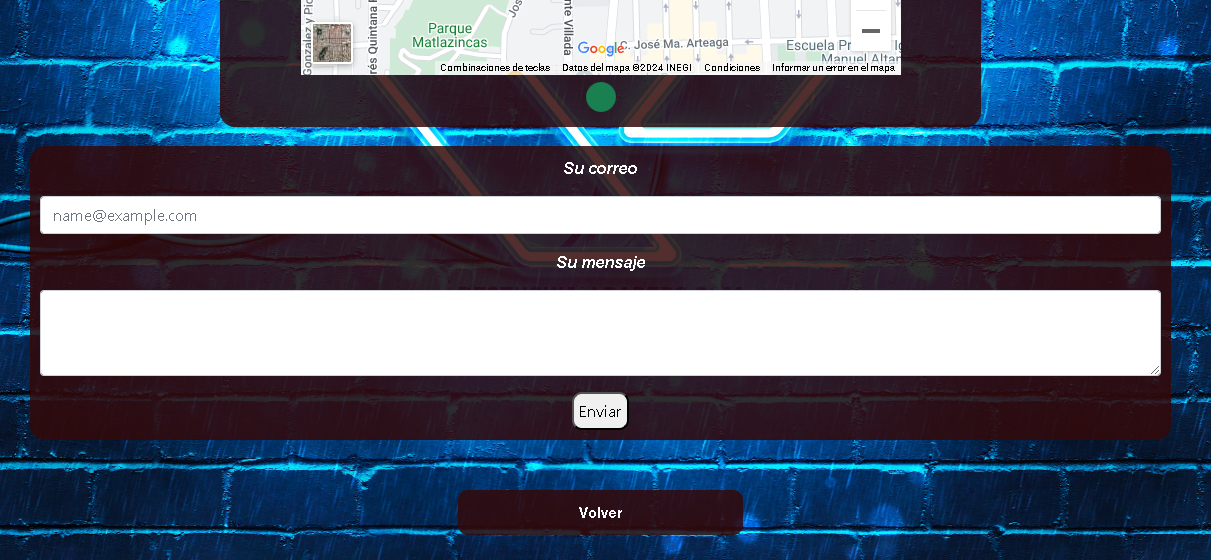 Gonzalez y Pi
rés Quintana R
Parque
Matlazincas
Jos
nte Villada
Google
C. José Ma. Arteaga
Escuela Pr
Manuel Altam
Combinaciones de teclas
Datos del mapa ©2024 INEGI
Condiciones
Informar un error en el mapa
Su correo
name@example.com
Su mensaje
Enviar
Volver